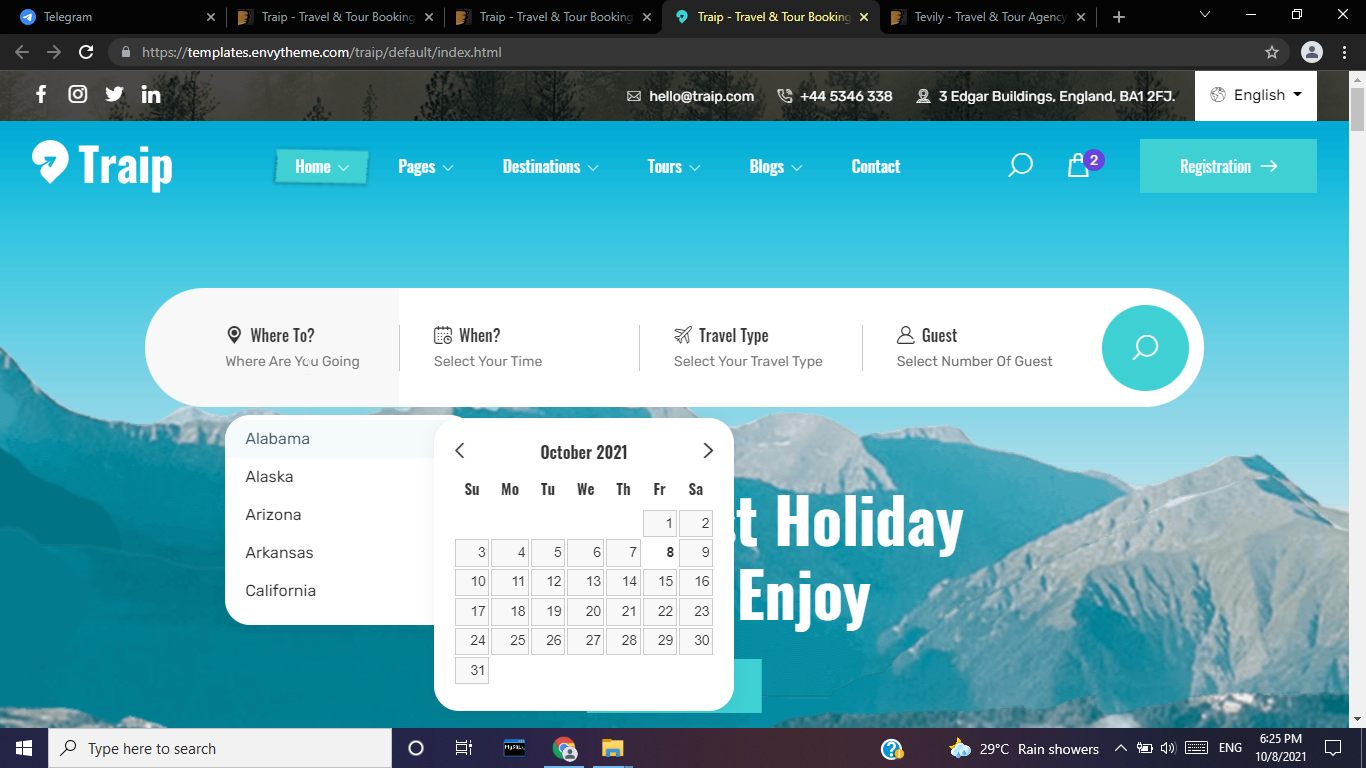 Telegram
Traip - Travel & Tour Booking
Traip - Travel & Tour Booking
Traip - Travel & Tour Booking
Tevily - Travel & Tour Agency
https://templates.envytheme.com/traip/default/index.html
hello@traip.com
+44 5346 338
3 Edgar Buildings, England, BA1 2FJ.
English
Traip
Home
Pages
Destinations
Tours
Blogs
Contact
2
Registration
Where To?
Where Are You Going
When?
Select Your Time
Travel Type
Select Your Travel Type
Guest
Select Number Of Guest
Alabama
Alaska
Arizona
Arkansas
California
October 2021
Su Mo Tu We Th Fr Sa
1 2
3 4 5 6 7 8 9
10 11 12 13 14 15 16
17 18 19 20 21 22 23
24 25 26 27 28 29 30
31
st Holiday
Enjoy
Type here to search
MySQL
29°C Rain showers
ENG
6:25 PM
10/8/2021